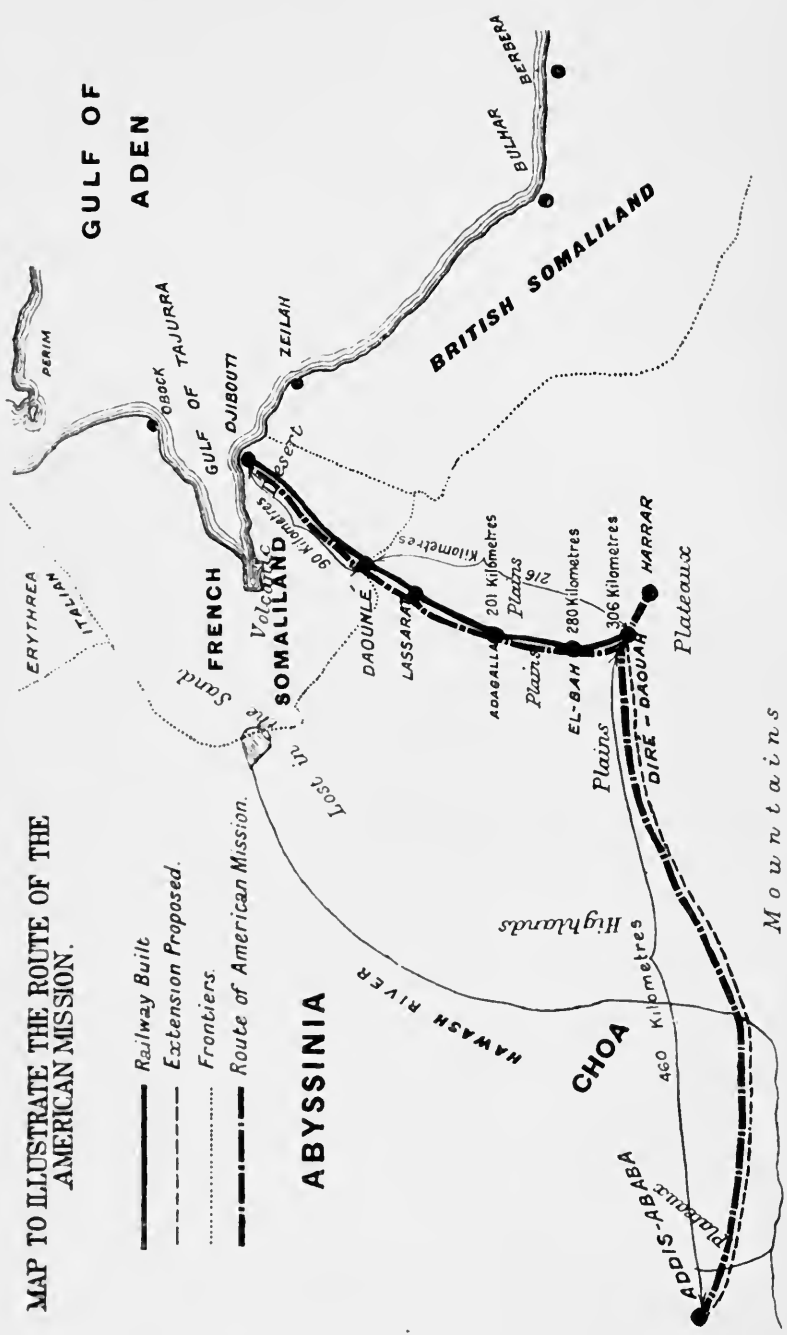 MAP TO ILLUSTRATE THE ROUTE OF THE
AMERICAN MISSION.
Railway Built
Extension Proposed.
Frontiers.
Route of American Mission.
ERYTHREA
ITALIAN
PERIM
GULF OF
ADEN
OBOCK
GULF OF TAJURRA
DJIBOUTI
ZEILAH
BULHAR
BERBERA
BRITISH SOMALILAND
FRENCH
SOMALILAND
Volcanic
Desert
90 Kilometres
Lost in the Sand.
DAOUNLE
LASSARAT
216 Kilometres
201 Kilometres
ADAGALLA
Plains
Plains
280 Kilometres
EL-BAH
306 Kilometres
DIRE-DAOUAH
HARRAR
Plateaux
Plains
ABYSSINIA
HAWASH RIVER
Highlands
CHOA
460 Kilometres
ADDIS-ABABA
Plateaux
Mountains